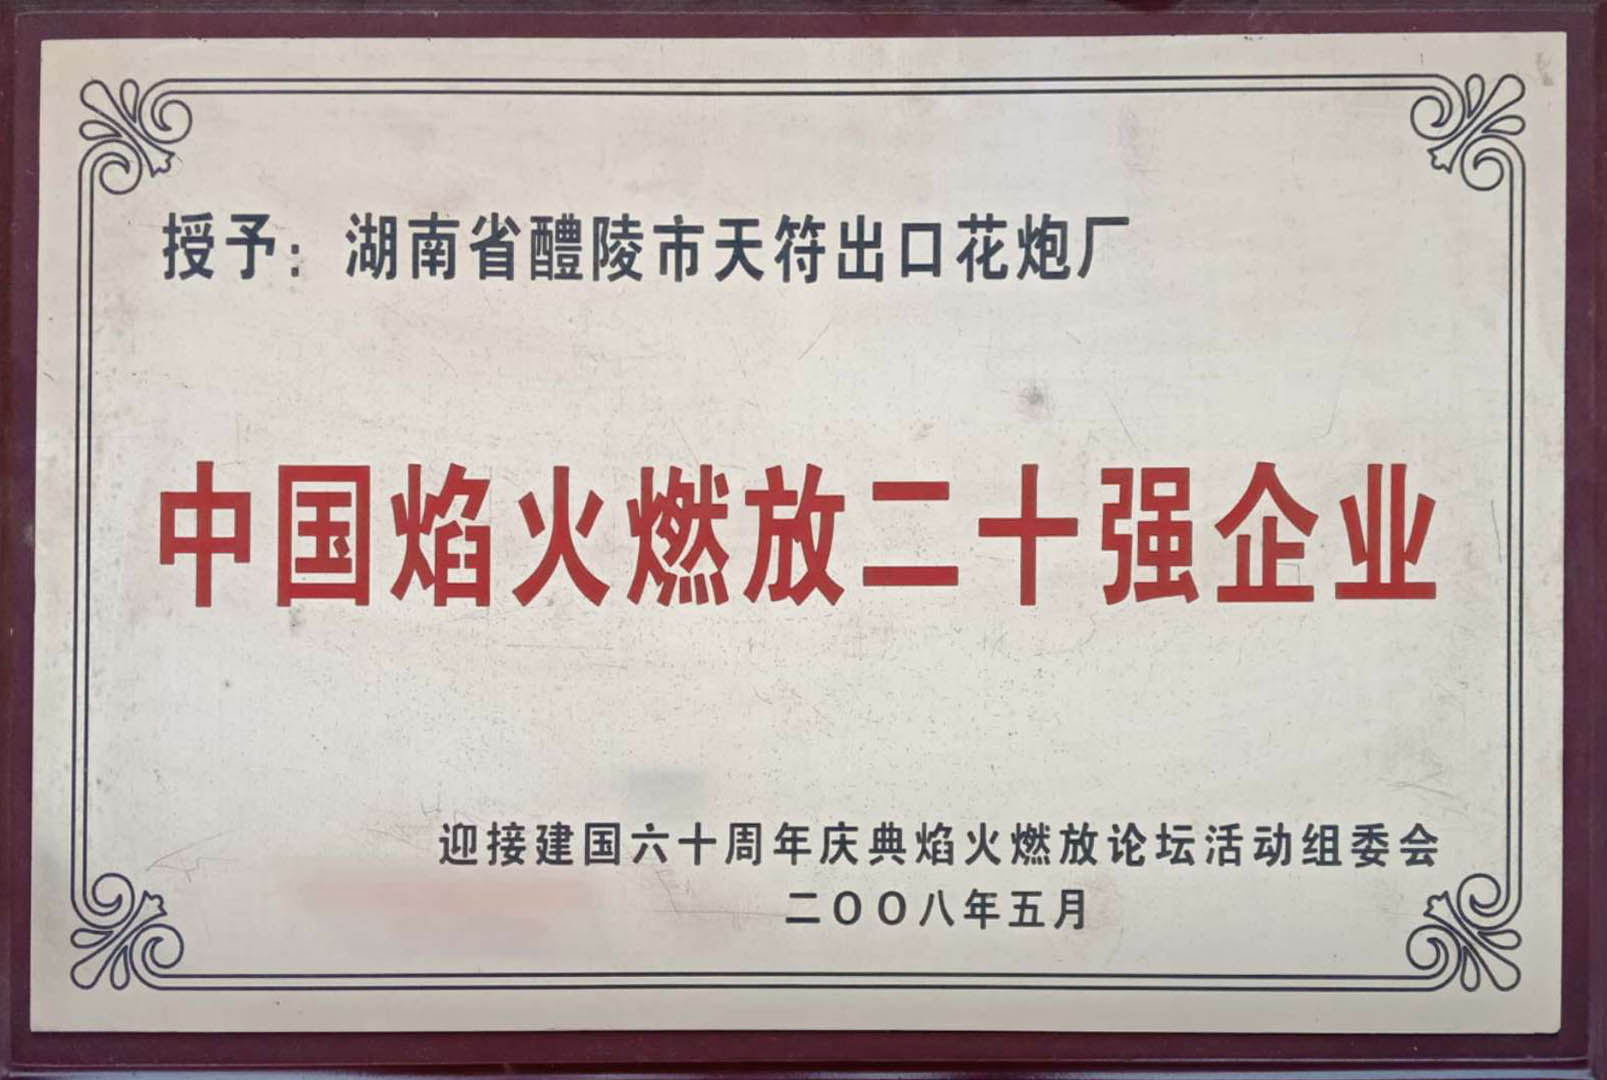 授予：湖南省醴陵市天符出口花炮厂
中国焰火燃放二十强企业
迎接建国六十周年庆典焰火燃放论坛活动组委会
二〇〇八年五月